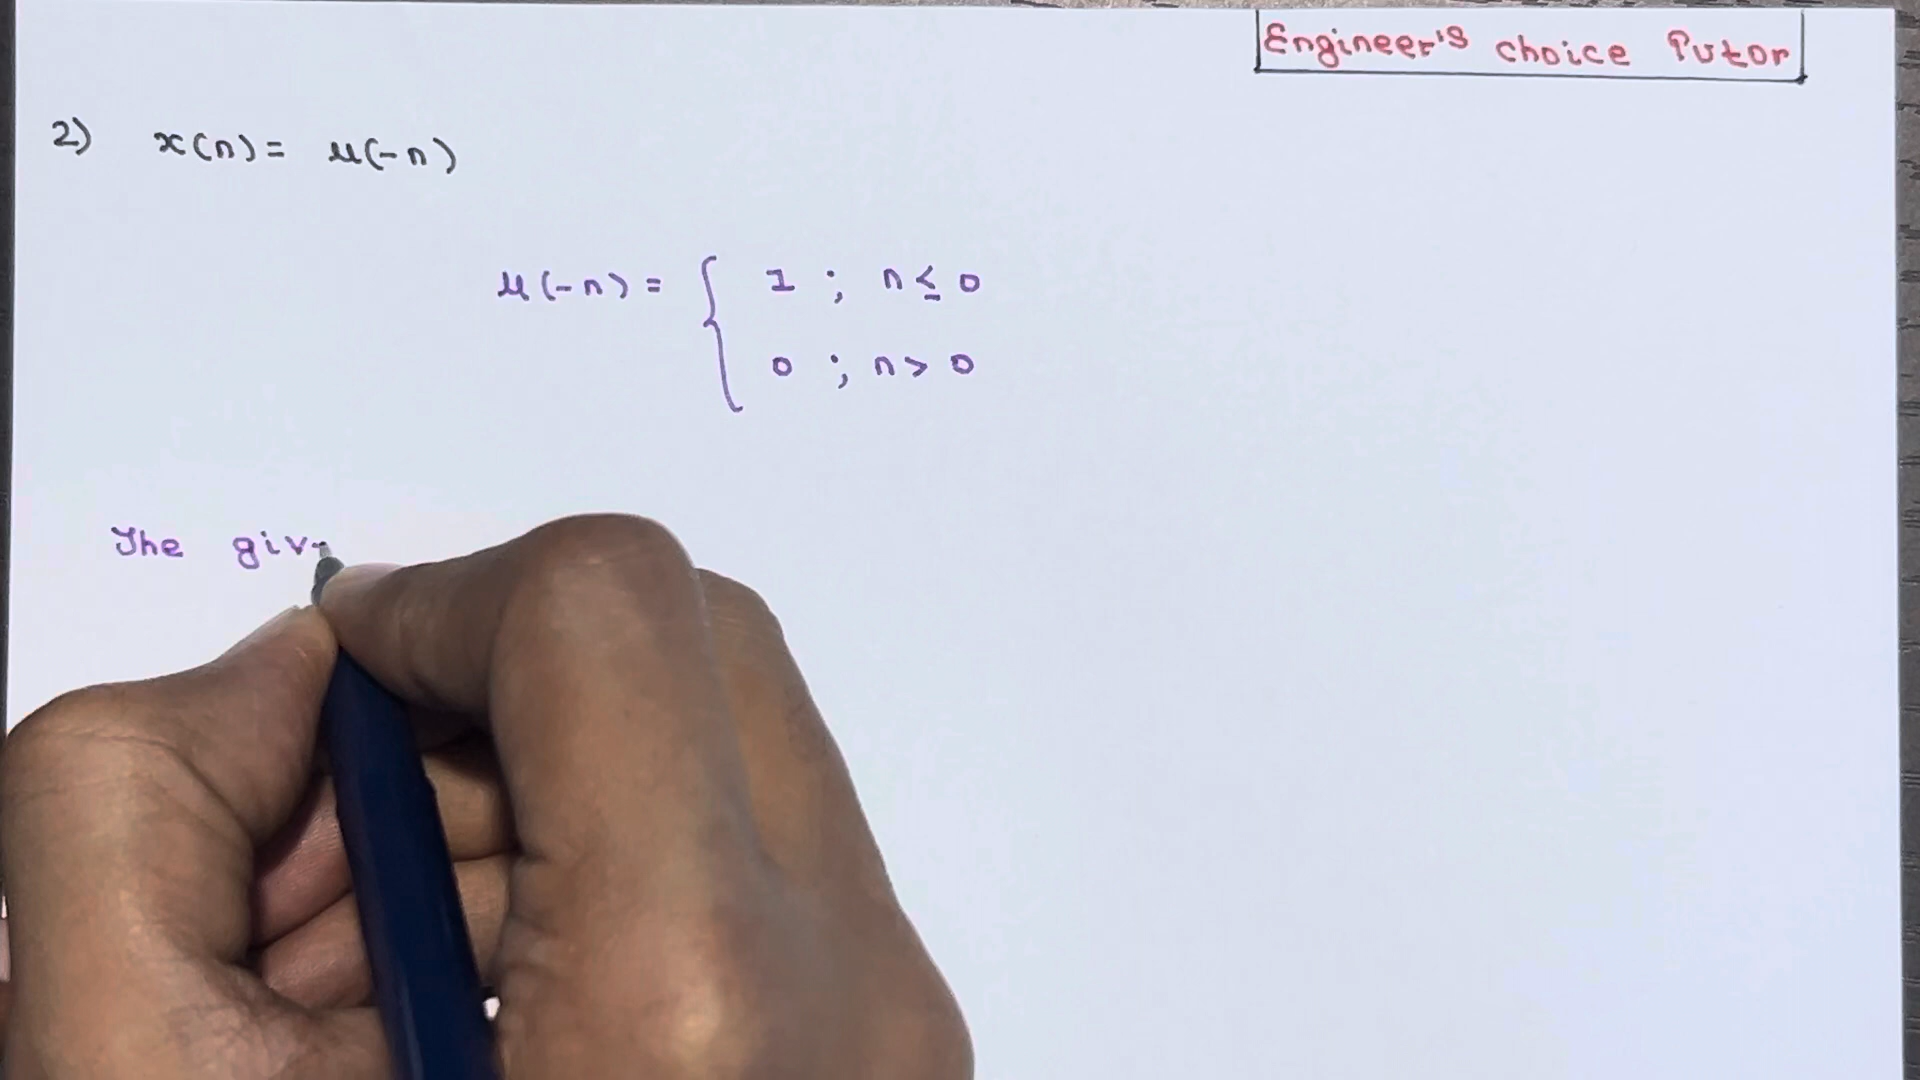 Engineer's choice Tutor
2) x(n) = u(-n)
u(-n) = { 1 ; n ≤ 0
0 ; n > 0
The giv